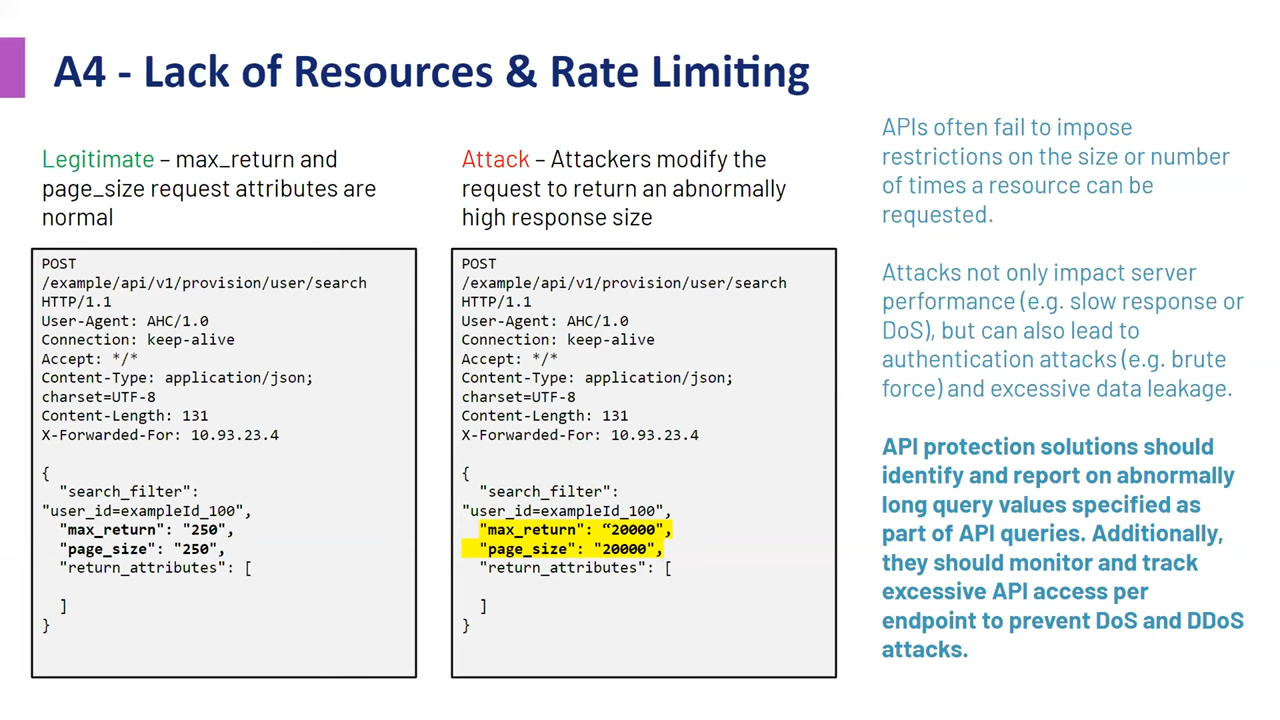 A4 - Lack of Resources & Rate Limiting
Legitimate – max_return and
page_size request attributes are
normal
POST
/example/api/v1/provision/user/search
HTTP/1.1
User-Agent: AHC/1.0
Connection: keep-alive
Accept: */*
Content-Type: application/json;
charset=UTF-8
Content-Length: 131
X-Forwarded-For: 10.93.23.4
{
"search_filter":
"user_id=exampleId_100",
"max_return": "250",
"page_size": "250",
"return_attributes": [
]
}
Attack – Attackers modify the
request to return an abnormally
high response size
POST
/example/api/v1/provision/user/search
HTTP/1.1
User-Agent: AHC/1.0
Connection: keep-alive
Accept: */*
Content-Type: application/json;
charset=UTF-8
Content-Length: 131
X-Forwarded-For: 10.93.23.4
{
"search_filter":
"user_id=exampleId_100",
"max_return": “20000",
"page_size": "20000",
"return_attributes": [
]
}
APIs often fail to impose
restrictions on the size or number
of times a resource can be
requested.
Attacks not only impact server
performance (e.g. slow response or
DoS), but can also lead to
authentication attacks (e.g. brute
force) and excessive data leakage.
API protection solutions should
identify and report on abnormally
long query values specified as
part of API queries. Additionally,
they should monitor and track
excessive API access per
endpoint to prevent DoS and DDoS
attacks.